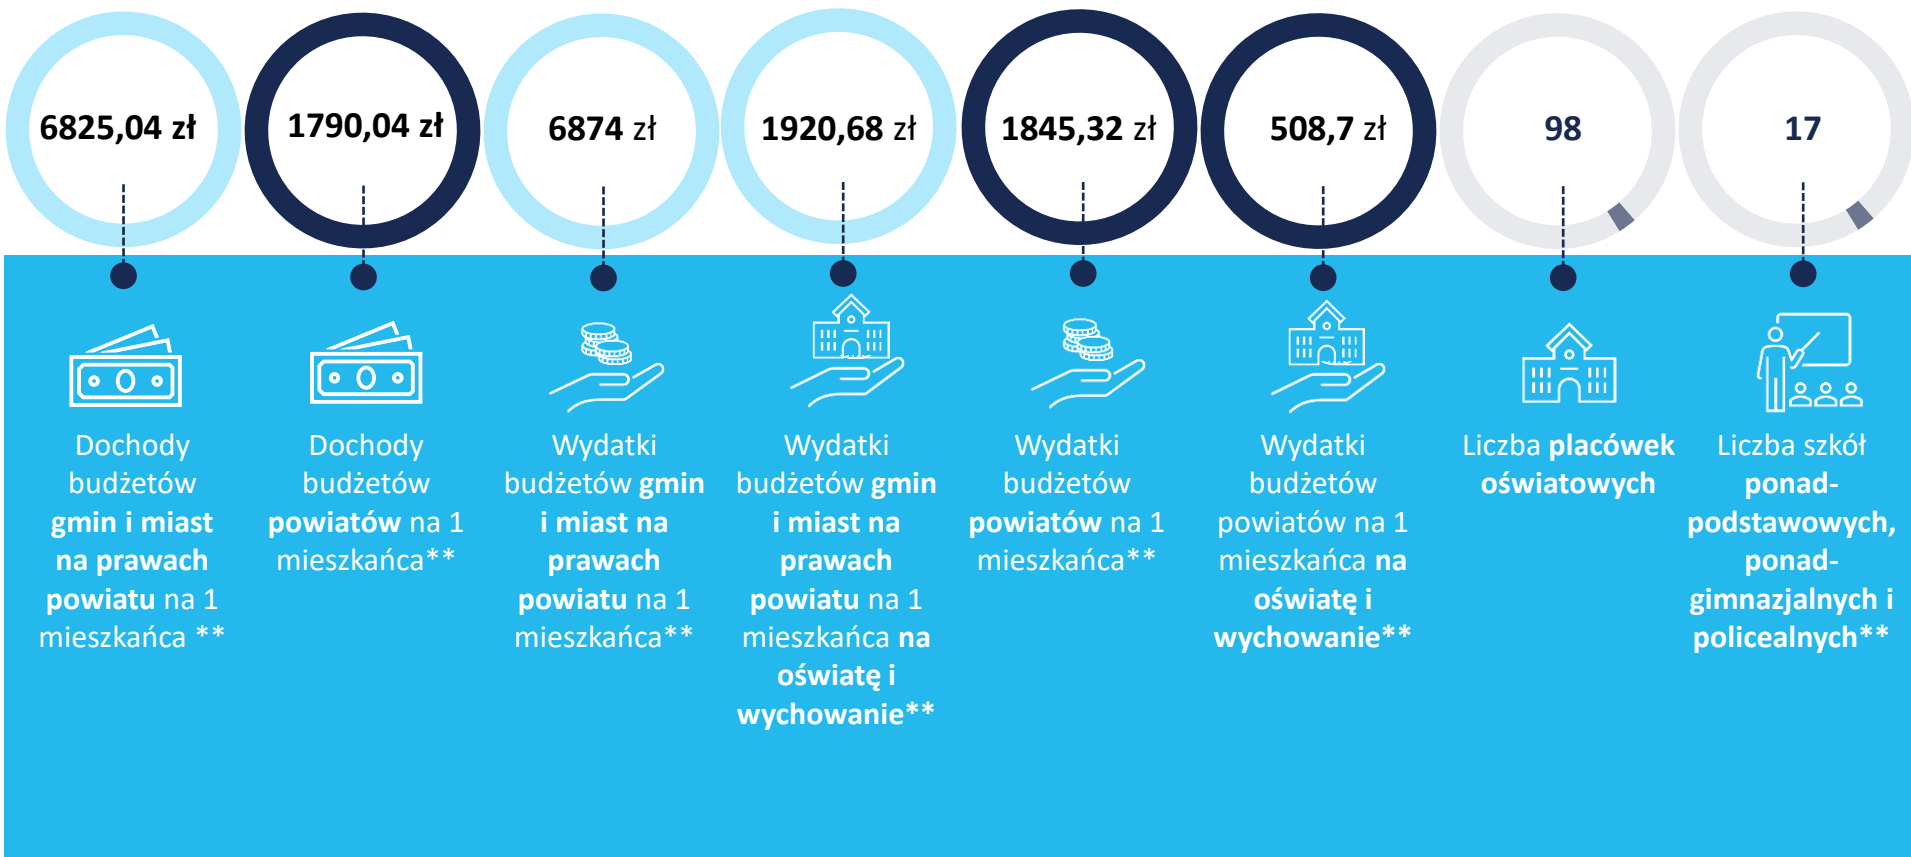 6825,04 zł
1790,04 zł
6874 zł
1920,68 zł
1845,32 zł
508,7 zł
98
17
Dochody
budżetów
gmin i miast
na prawach
powiatu na 1
mieszkańca **
Dochody
budżetów
powiatów na 1
mieszkańca**
Wydatki
budżetów gmin
i miast na
prawach
powiatu na 1
mieszkańca**
Wydatki
budżetów gmin
i miast na
prawach
powiatu na 1
mieszkańca na
oświatę i
wychowanie**
Wydatki
budżetów
powiatów na 1
mieszkańca**
Wydatki
budżetów
powiatów na 1
mieszkańca na
oświatę i
wychowanie**
Liczba placówek
oświatowych
Liczba szkół
ponad-
podstawowych,
ponad-
gimnazjalnych i
policealnych**